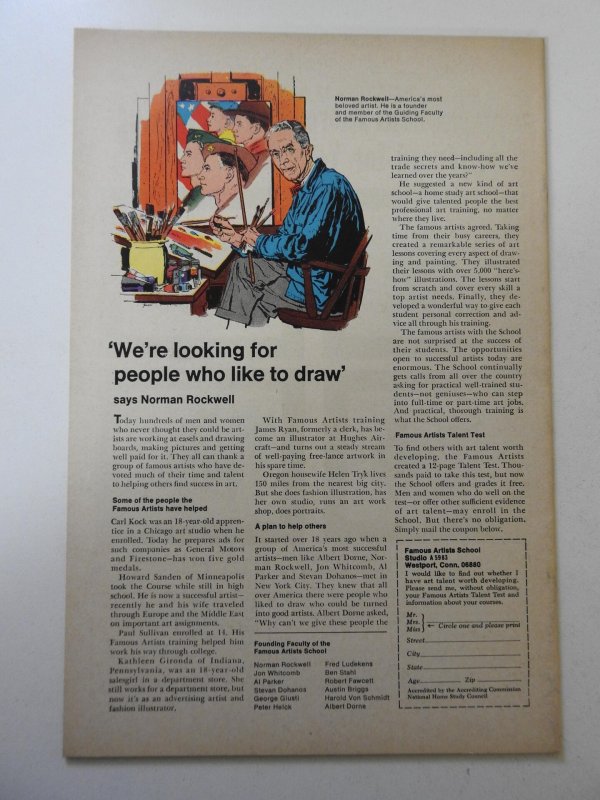 Norman Rockwell—America's most
beloved artist. He is a founder
and member of the Guiding Faculty
of the Famous Artists School.
'We're looking for
people who like to draw'
says Norman Rockwell
Today hundreds of men and women
who never thought they could be art-
ists are working at easels and drawing
boards, making pictures and getting
well paid for it. They all can thank a
group of famous artists who have de-
voted much of their time and talent
to helping others find success in art.
Some of the people the
Famous Artists have helped
Carl Kock was an 18-year-old appren-
tice in a Chicago art studio when he
enrolled. Today he prepares ads for
such companies as General Motors
and Firestone—has won five gold
medals.
Howard Sanden of Minneapolis
took the Course while still in high
school. He is now a successful artist—
recently he and his wife traveled
through Europe and the Middle East
on important art assignments.
Paul Sullivan enrolled at 14. His
Famous Artists training helped him
work his way through college.
Kathleen Gironda of Indiana,
Pennsylvania, was an 18-year-old
salesgirl in a department store. She
still works for a department store, but
now it's as an advertising artist and
fashion illustrator.
With Famous Artists training
James Ryan, formerly a clerk, has be-
come an illustrator at Hughes Air-
craft—and turns out a steady stream
of well-paying free-lance artwork in
his spare time.
Oregon housewife Helen Tryk lives
150 miles from the nearest big city.
But she does fashion illustration, has
her own studio, runs an art work
shop, does portraits.
A plan to help others
It started over 18 years ago when a
group of America's most successful
artists—men like Albert Dorne, Nor-
man Rockwell, Jon Whitcomb, Al
Parker and Stevan Dohanos—met in
New York City. They knew that all
over America there were people who
liked to draw who could be turned
into good artists. Albert Dorne asked,
"Why can't we give these people the
Founding Faculty of the
Famous Artists School
Norman Rockwell
Jon Whitcomb
Al Parker
Stevan Dohanos
George Giusti
Peter Helck
Fred Ludekens
Ben Stahl
Robert Fawcett
Austin Briggs
Harold Von Schmidt
Albert Dorne
training they need—including all the
trade secrets and know-how we've
learned over the years?"
He suggested a new kind of art
school—a home study art school—that
would give talented people the best
professional art training, no matter
where they live.
The famous artists agreed. Taking
time from their busy careers, they
created a remarkable series of art
lessons covering every aspect of draw-
ing and painting. They illustrated
their lessons with over 5,000 "here's-
how" illustrations. The lessons start
from scratch and cover every skill a
top artist needs. Finally, they de-
veloped a wonderful way to give each
student personal correction and ad-
vice all through his training.
The famous artists with the School
are not surprised at the success of
their students. The opportunities
open to successful artists today are
enormous. The School continually
gets calls from all over the country
asking for practical well-trained stu-
dents—not geniuses—who can step
into full-time or part-time art jobs.
And practical, thorough training is
what the School offers.
Famous Artists Talent Test
To find others with art talent worth
developing, the Famous Artists
created a 12-page Talent Test. Thou-
sands paid to take this test, but now
the School offers and grades it free.
Men and women who do well on the
test—or offer other sufficient evidence
of art talent—may enroll in the
School. But there's no obligation.
Simply mail the coupon below.
Famous Artists School
Studio A5983
Westport, Conn. 06880
I would like to find out whether I
have art talent worth developing.
Please send me, without obligation,
your Famous Artists Talent Test and
information about your courses.
Mr.
Mrs.
Miss
Circle one and please print
Street
City
State
Age Zip
Accredited by the Accrediting Commission
National Home Study Council